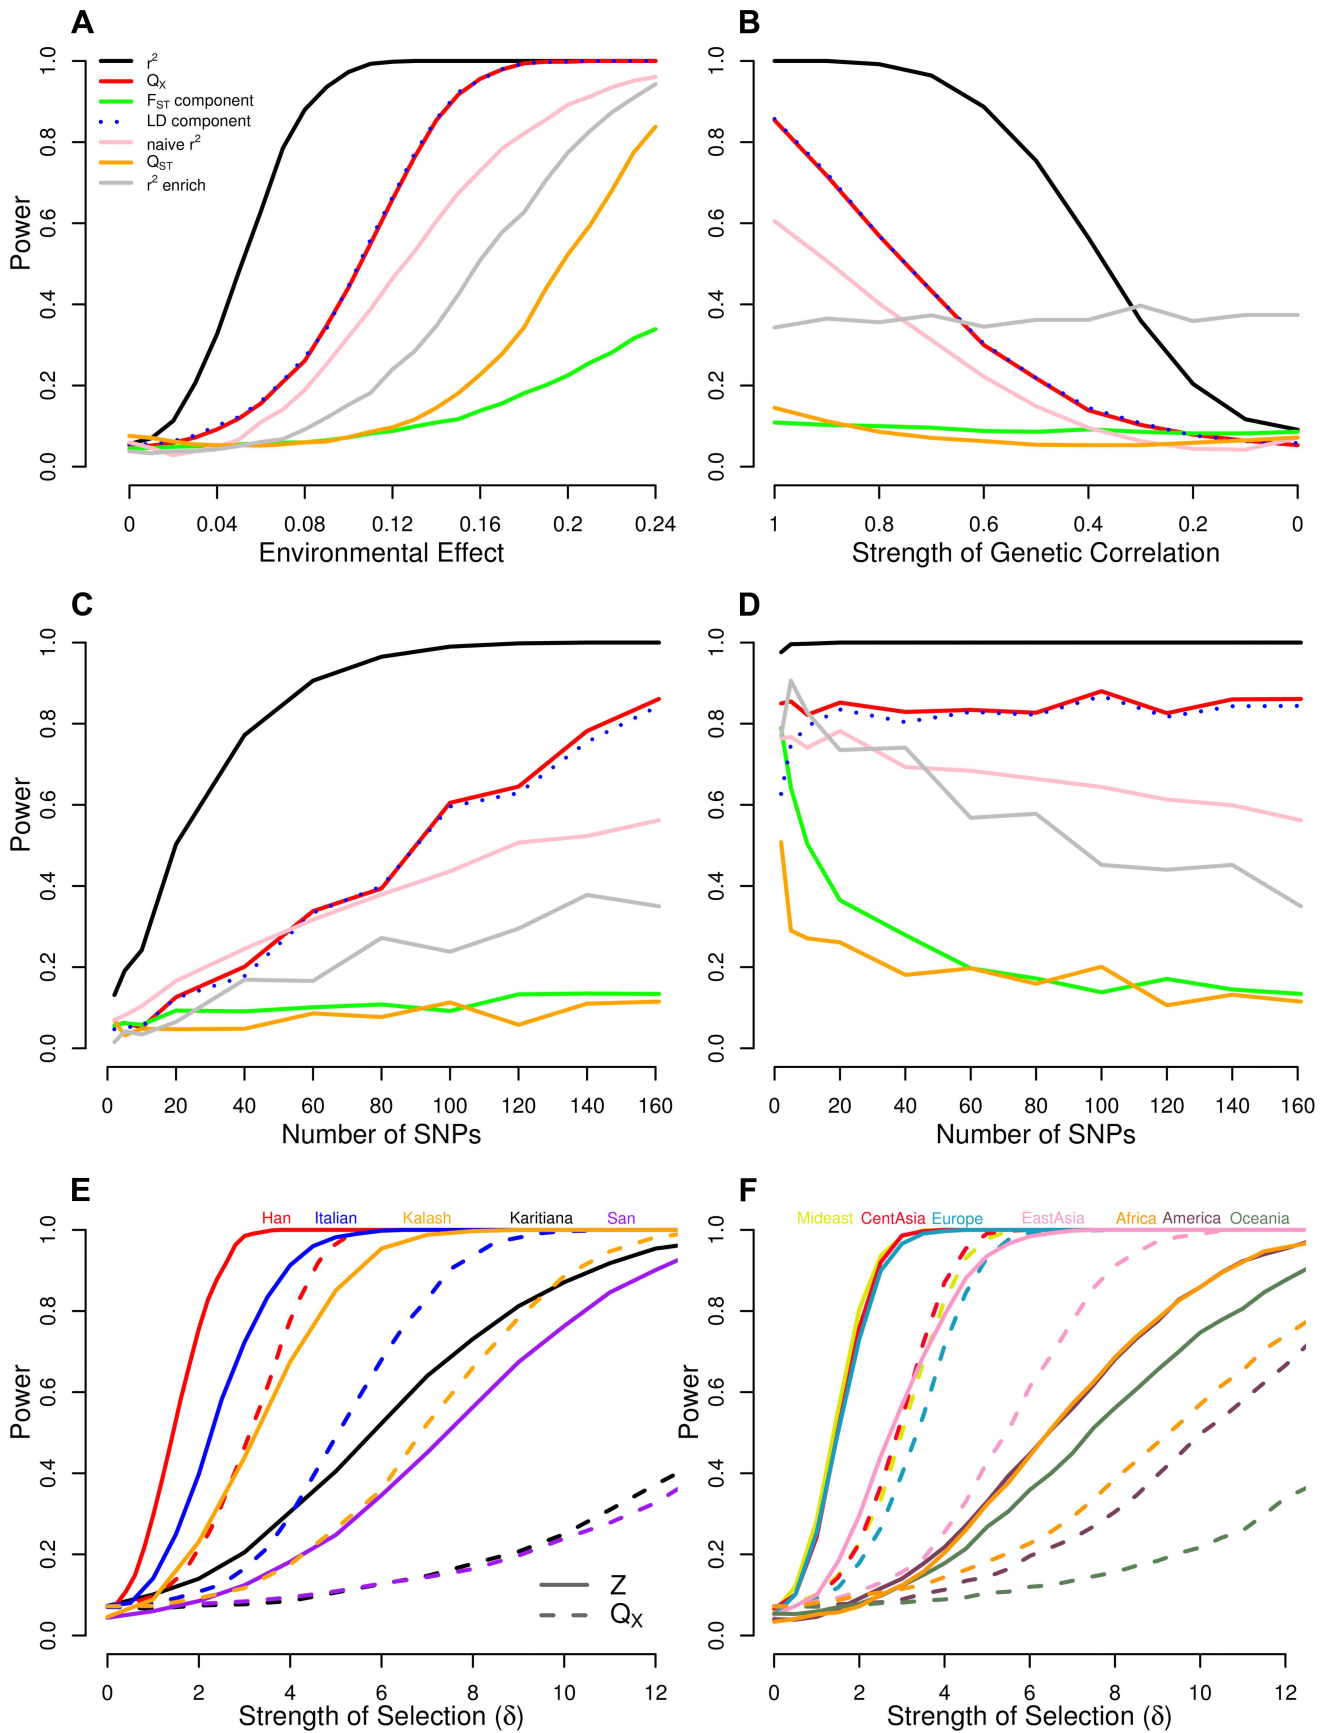 A
r²
Q_X
F_ST component
LD component
naive r²
Q_ST
r² enrich
Power
0.0 0.2 0.4 0.6 0.8 1.0
0 0.04 0.08 0.12 0.16 0.2 0.24
Environmental Effect
B
0.0 0.2 0.4 0.6 0.8 1.0
1 0.8 0.6 0.4 0.2 0
Strength of Genetic Correlation
C
Power
0.0 0.2 0.4 0.6 0.8 1.0
0 20 40 60 80 100 120 140 160
Number of SNPs
D
0.0 0.2 0.4 0.6 0.8 1.0
0 20 40 60 80 100 120 140 160
Number of SNPs
E
Han Italian Kalash Karitiana San
Power
0.0 0.2 0.4 0.6 0.8 1.0
Z
Q_X
0 2 4 6 8 10 12
Strength of Selection (δ)
F
Mideast CentAsia Europe EastAsia Africa America Oceania
Power
0.0 0.2 0.4 0.6 0.8 1.0
0 2 4 6 8 10 12
Strength of Selection (δ)